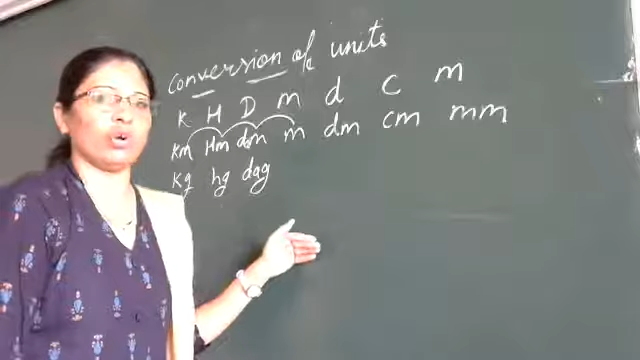 Conversion of units
K H D m d C m
km Hm dam m dm cm mm
kg hg dag